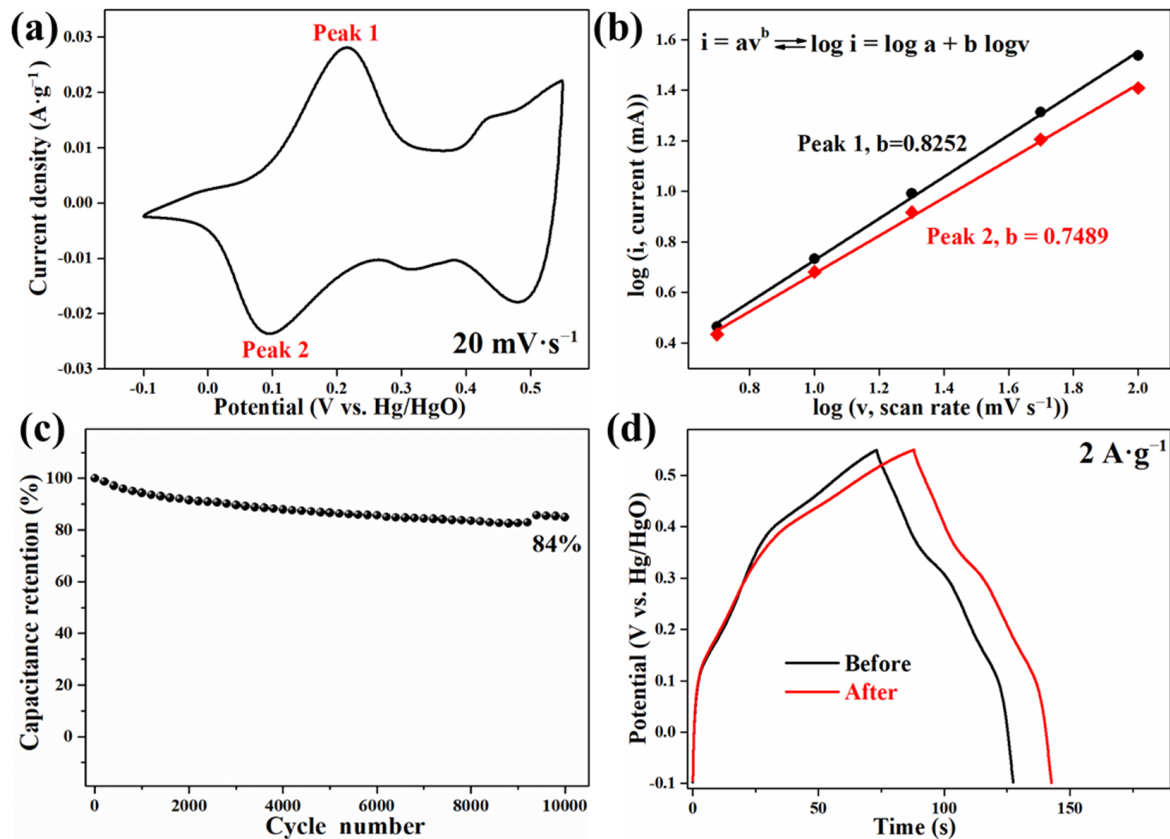 (a)
0.03
0.02
0.01
0.00
-0.01
-0.02
-0.03
Current density (A·g⁻¹)
Peak 1
Peak 2
20 mV·s⁻¹
-0.1 0.0 0.1 0.2 0.3 0.4 0.5
Potential (V vs. Hg/HgO)
(b)
i = avᵇ ⇌ log i = log a + b logv
1.6
1.4
1.2
1.0
0.8
0.6
0.4
log (i, current (mA))
Peak 1, b=0.8252
Peak 2, b = 0.7489
0.8 1.0 1.2 1.4 1.6 1.8 2.0
log (v, scan rate (mV s⁻¹))
(c)
100
80
60
40
20
0
Capacitance retention (%)
84%
0 2000 4000 6000 8000 10000
Cycle number
(d)
2 A·g⁻¹
0.5
0.4
0.3
0.2
0.1
0.0
-0.1
Potential (V vs. Hg/HgO)
Before
After
0 50 100 150
Time (s)